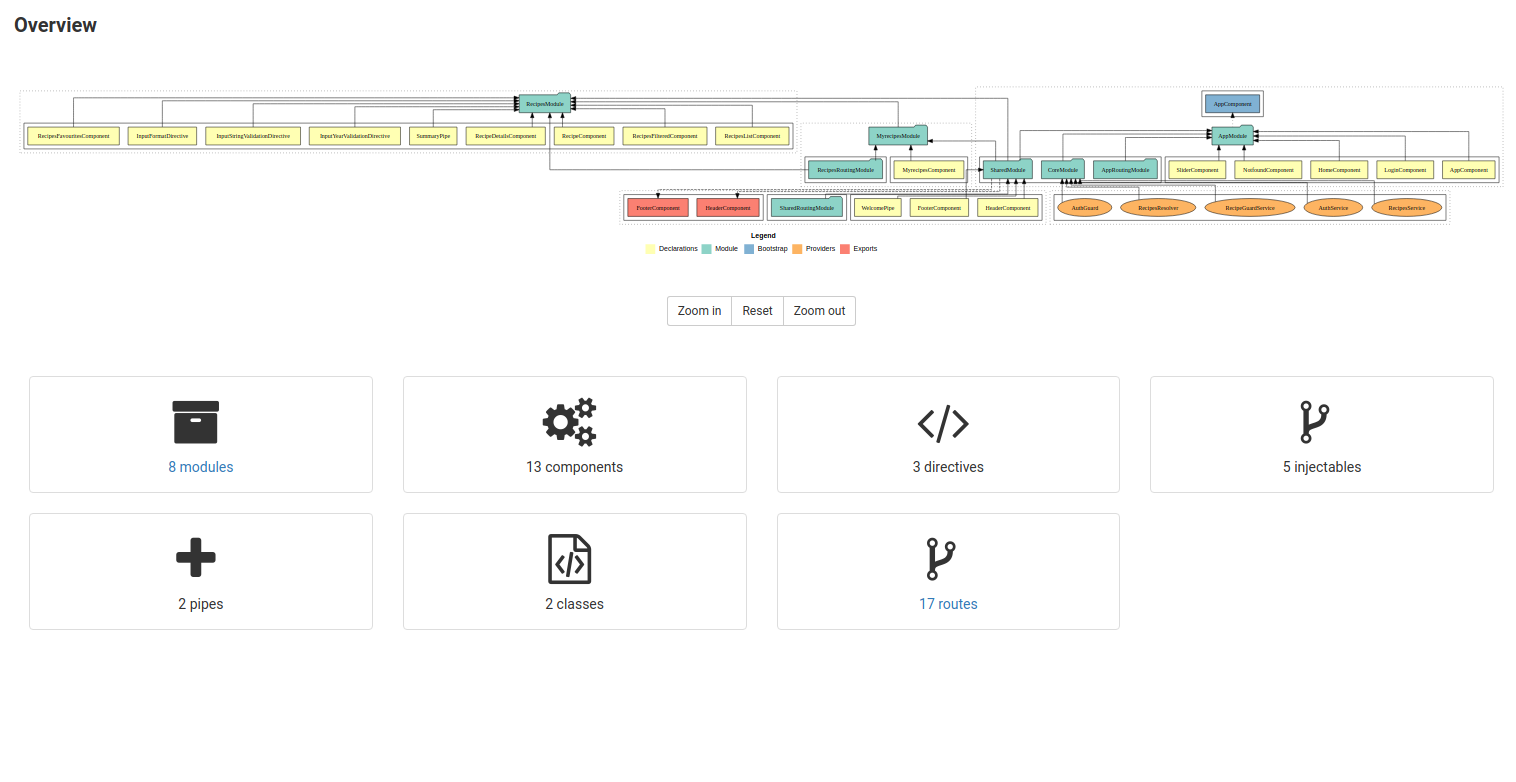 Overview
RecipesModule
AppComponent
RecipesFavouritesComponent InputFormatDirective InputStringValidationDirective InputYearValidationDirective SummaryPipe RecipeDetailsComponent RecipeComponent RecipesFilteredComponent RecipesListComponent MyrecipesModule AppModule
RecipesRoutingModule MyrecipesComponent SharedModule CoreModule AppRoutingModule SliderComponent NotfoundComponent HomeComponent LoginComponent AppComponent
FooterComponent HeaderComponent SharedRoutingModule WelcomePipe FooterComponent HeaderComponent AuthGuard RecipesResolver RecipeGuardService AuthService RecipesService
Legend
Declarations Module Bootstrap Providers Exports
Zoom in Reset Zoom out
8 modules 13 components 3 directives 5 injectables
2 pipes 2 classes 17 routes